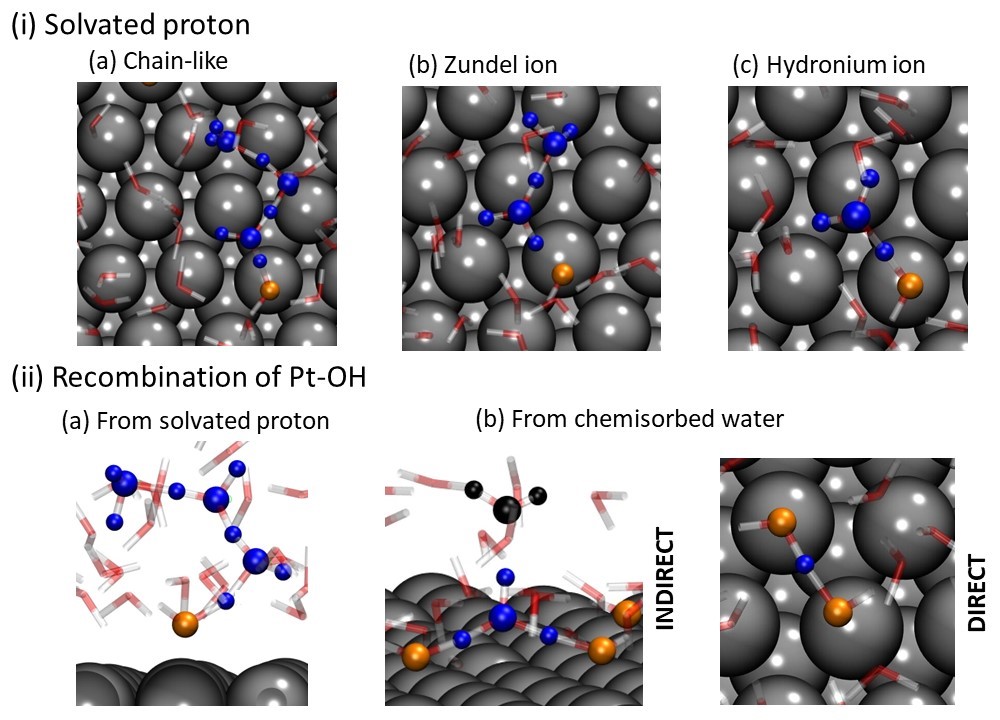 (i) Solvated proton
(a) Chain-like
(b) Zundel ion
(c) Hydronium ion
(ii) Recombination of Pt-OH
(a) From solvated proton
(b) From chemisorbed water
INDIRECT
DIRECT